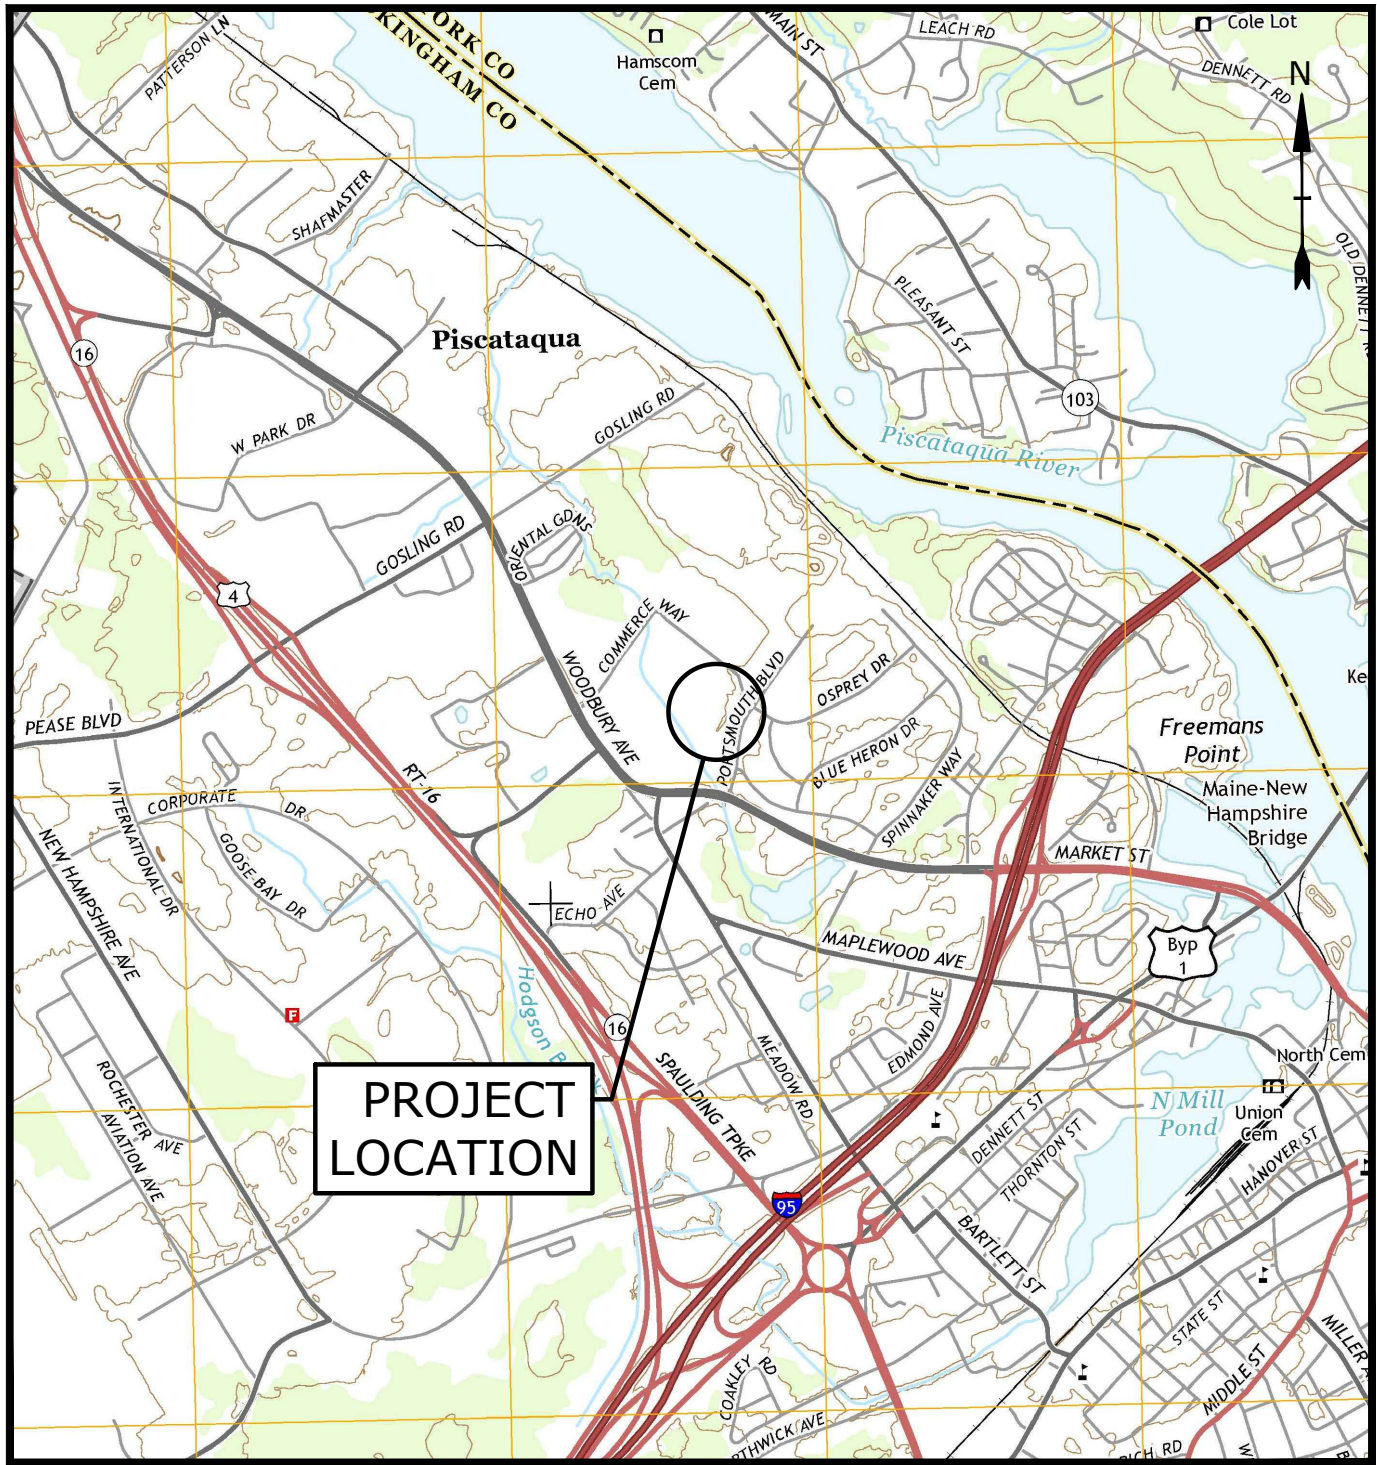 YORK CO
KINGHAM CO
PATTERSON LN
Hamscom
Cem
MAIN ST
LEACH RD
Cole Lot
DENNETT RD
N
SHAFMASTER
OLD DENNETT
PLEASANT ST
Piscataqua
16
103
W PARK DR
GOSLING RD
Piscataqua River
GOSLING RD
ORIENTAL GDNS
4
COMMERCE WAY
WOODBURY AVE
PORTSMOUTH BLVD
OSPREY DR
BLUE HERON DR
SPINNAKER WAY
PEASE BLVD
Freemans
Point
Ke
Maine-New
Hampshire
Bridge
RT 16
INTERNATIONAL DR
CORPORATE DR
GOOSE BAY DR
NEW HAMPSHIRE AVE
MARKET ST
ECHO AVE
MAPLEWOOD AVE
Byp
1
Hodgson B
F
16
EDMOND AVE
MEADOW RD
SPAULDING TPKE
North Cem
Union
Cem
N Mill
Pond
PROJECT
LOCATION
ROCHESTER AVE
AVIATION AVE
DENNETT ST
THORNTON ST
HANOVER ST
95
BARTLETT ST
STATE ST
MILLER A
MIDDLE ST
COAKLEY RD
RTHWICK AVE
RICH RD
W